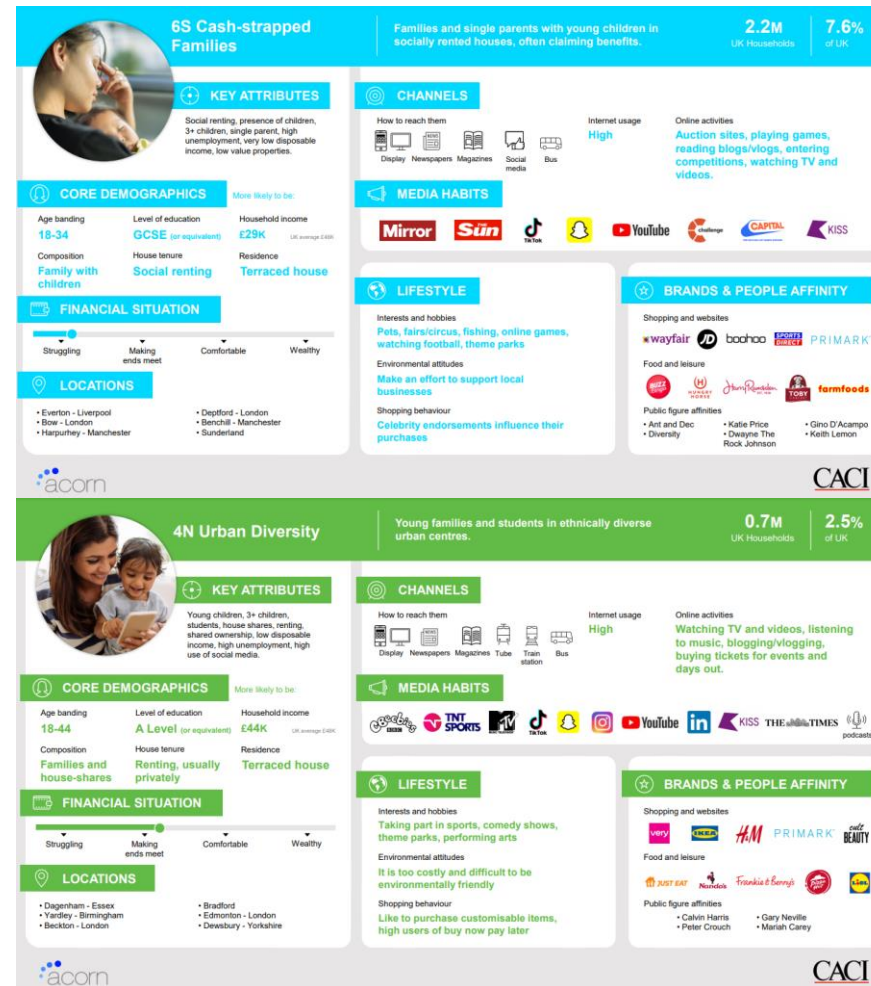 6S Cash-strapped
Families
Families and single parents with young children in
socially rented houses, often claiming benefits.
2.2M
UK Households
7.6%
of UK
KEY ATTRIBUTES
Social renting, presence of children,
3+ children, single parent, high
unemployment, very low disposable
income, low value properties.
CORE DEMOGRAPHICS
More likely to be:
Age banding
18-34
Level of education
GCSE (or equivalent)
Household income
£29K
UK average £48K
Composition
Family with
children
House tenure
Social renting
Residence
Terraced house
FINANCIAL SITUATION
Struggling
Making
ends meet
Comfortable
Wealthy
LOCATIONS
• Everton - Liverpool
• Bow - London
• Harpurhey - Manchester
• Deptford - London
• Benchill - Manchester
• Sunderland
CHANNELS
How to reach them
NEWS
Display
Newspapers
Magazines
Social
media
Bus
Internet usage
High
Online activities
Auction sites, playing games,
reading blogs/vlogs, entering
competitions, watching TV and
videos.
MEDIA HABITS
Mirror
THE Sun
TikTok
YouTube
challenge
CAPITAL
KISS
LIFESTYLE
Interests and hobbies
Pets, fairs/circus, fishing, online games,
watching football, theme parks
Environmental attitudes
Make an effort to support local
businesses
Shopping behaviour
Celebrity endorsements influence their
purchases
BRANDS & PEOPLE AFFINITY
Shopping and websites
wayfair
JD
boohoo
SPORTS
DIRECT
PRIMARK
Food and leisure
BUZZ
BINGO
HUNGRY
HORSE
Harry Ramsden
TOBY
farmfoods
Public figure affinities
• Ant and Dec
• Diversity
• Katie Price
• Dwayne The
Rock Johnson
• Gino D'Acampo
• Keith Lemon
acorn
CACI
4N Urban Diversity
Young families and students in ethnically diverse
urban centres.
0.7M
UK Households
2.5%
of UK
KEY ATTRIBUTES
Young children, 3+ children,
students, house shares, renting,
shared ownership, low disposable
income, high unemployment, high
use of social media.
CORE DEMOGRAPHICS
More likely to be:
Age banding
18-44
Level of education
A Level (or equivalent)
Household income
£44K
UK average £48K
Composition
Families and
house-shares
House tenure
Renting, usually
privately
Residence
Terraced house
FINANCIAL SITUATION
Struggling
Making
ends meet
Comfortable
Wealthy
LOCATIONS
• Dagenham - Essex
• Yardley - Birmingham
• Beckton - London
• Bradford
• Edmonton - London
• Dewsbury - Yorkshire
CHANNELS
How to reach them
NEWS
Display
Newspapers
Magazines
Tube
Train
station
Bus
Internet usage
High
Online activities
Watching TV and videos, listening
to music, blogging/vlogging,
buying tickets for events and
days out.
MEDIA HABITS
CBeebies
BBC
TNT
SPORTS
MTV
TikTok
YouTube
in
KISS
THE TIMES
podcasts
LIFESTYLE
Interests and hobbies
Taking part in sports, comedy shows,
theme parks, performing arts
Environmental attitudes
It is too costly and difficult to be
environmentally friendly
Shopping behaviour
Like to purchase customisable items,
high users of buy now pay later
BRANDS & PEOPLE AFFINITY
Shopping and websites
very
IKEA
H&M
PRIMARK
cult
BEAUTY
Food and leisure
JUST EAT
Nando's
Frankie & Benny's
Pizza Hut
LIDL
Public figure affinities
• Calvin Harris
• Peter Crouch
• Gary Neville
• Mariah Carey
acorn
CACI